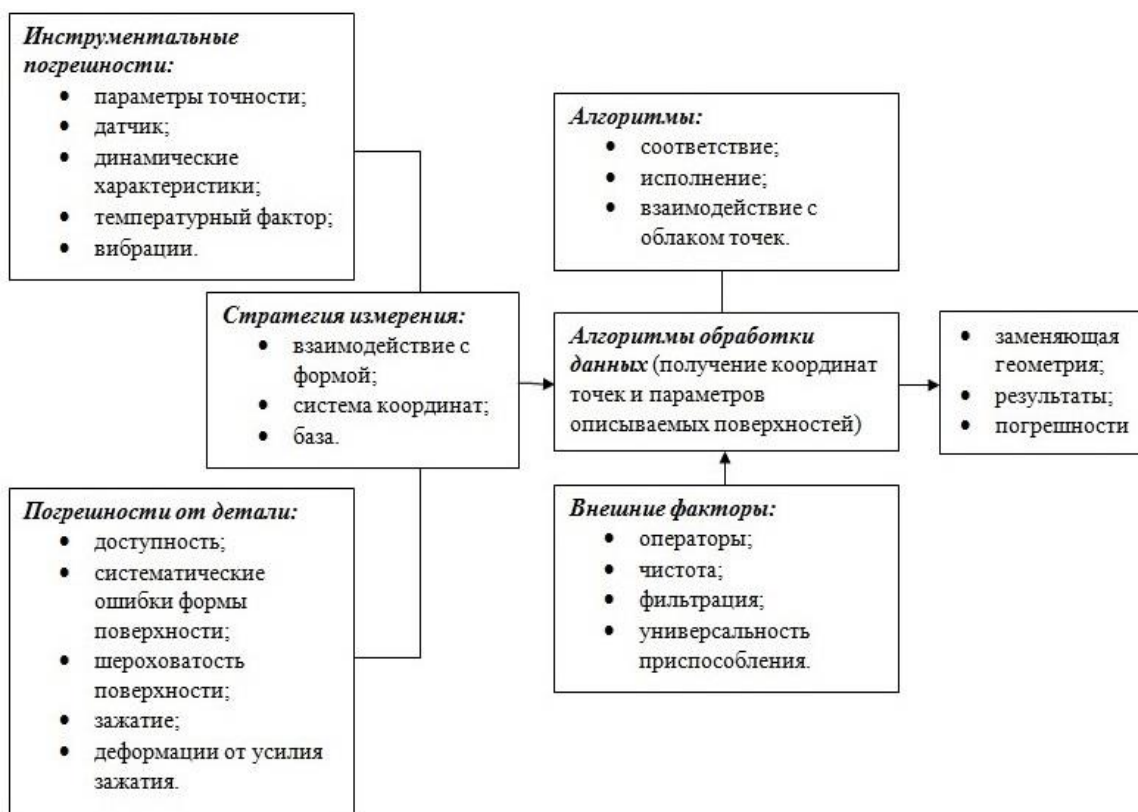 Инструментальные
погрешности:
• параметры точности;
• датчик;
• динамические
характеристики;
• температурный фактор;
• вибрации.
Стратегия измерения:
• взаимодействие с
формой;
• система координат;
• база.
Погрешности от детали:
• доступность;
• систематические
ошибки формы
поверхности;
• шероховатость
поверхности;
• зажатие;
• деформации от усилия
зажатия.
Алгоритмы:
• соответствие;
• исполнение;
• взаимодействие с
облаком точек.
Алгоритмы обработки
данных (получение координат
точек и параметров
описываемых поверхностей)
Внешние факторы:
• операторы;
• чистота;
• фильтрация;
• универсальность
приспособления.
• заменяющая
геометрия;
• результаты;
• погрешности